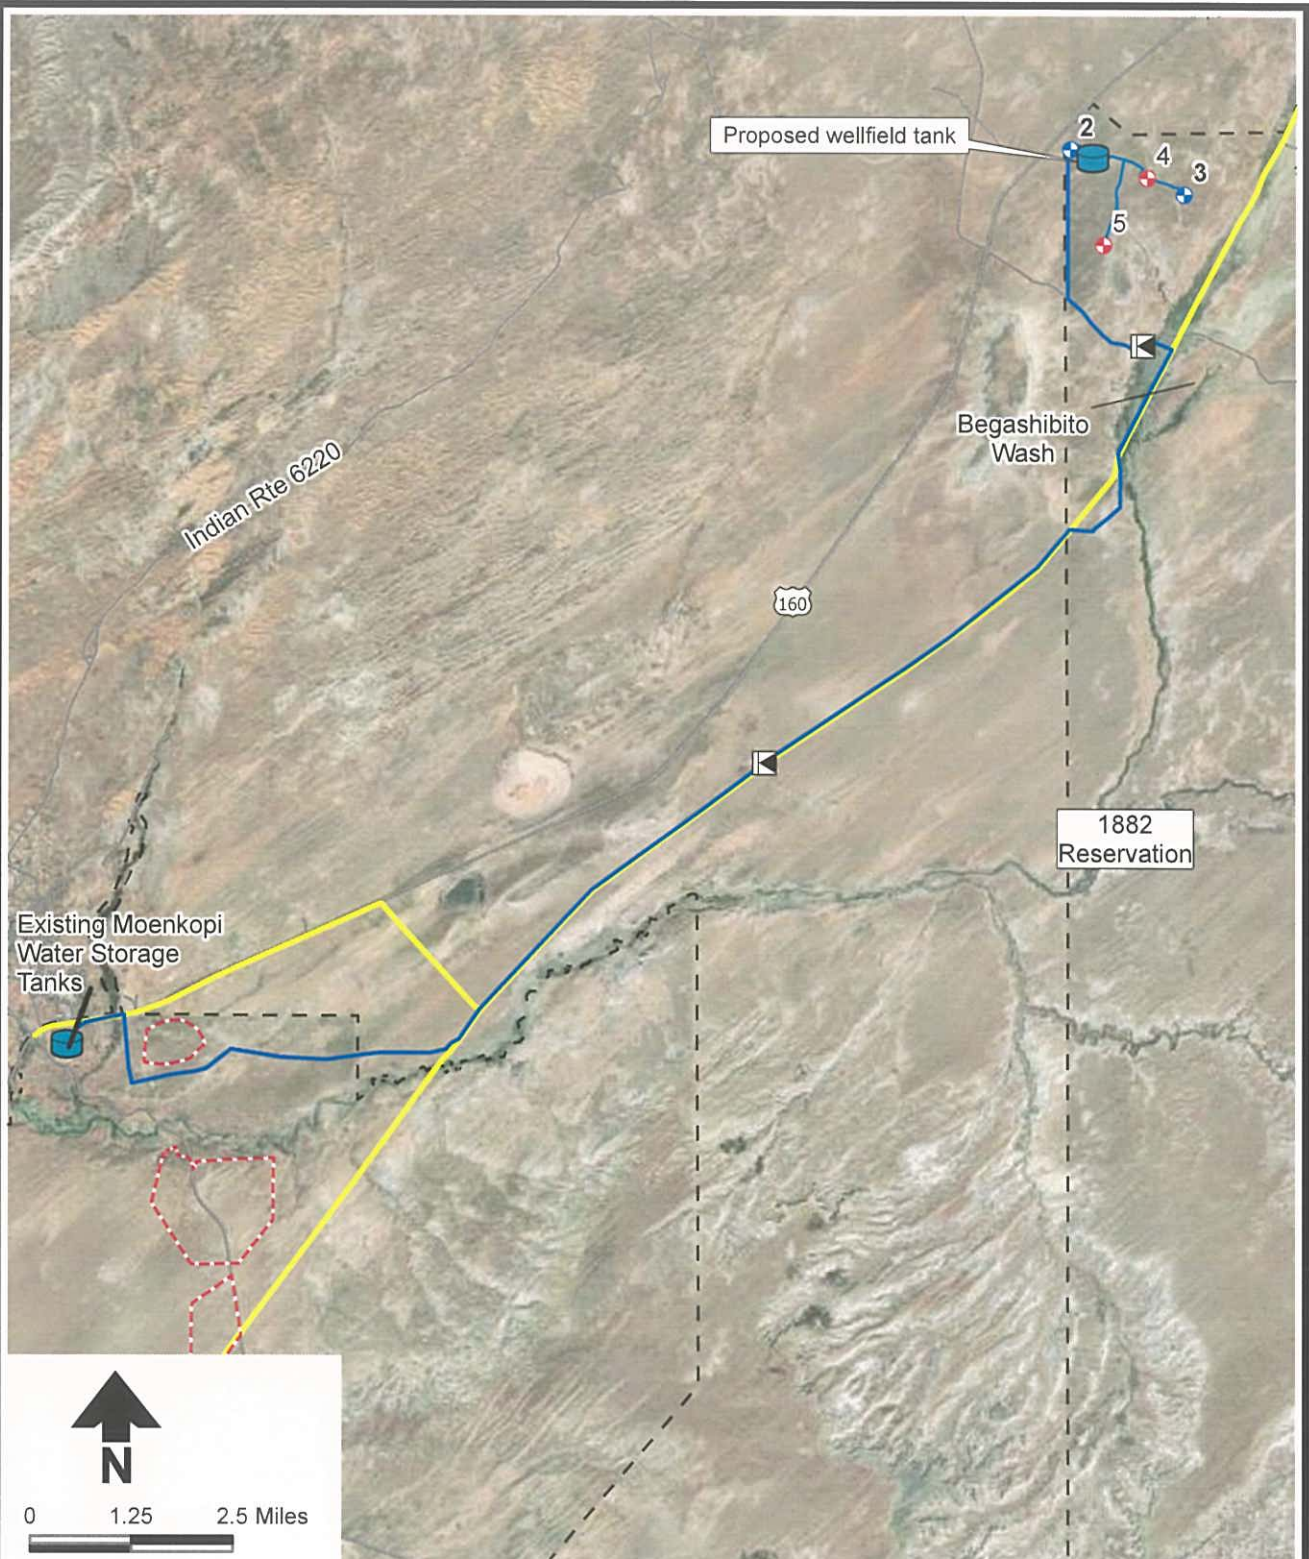 Proposed wellfield tank
2
4
3
5
Begashibito
Wash
Indian Rte 6220
160
1882
Reservation
Existing Moenkopi
Water Storage
Tanks
N
0 1.25 2.5 Miles